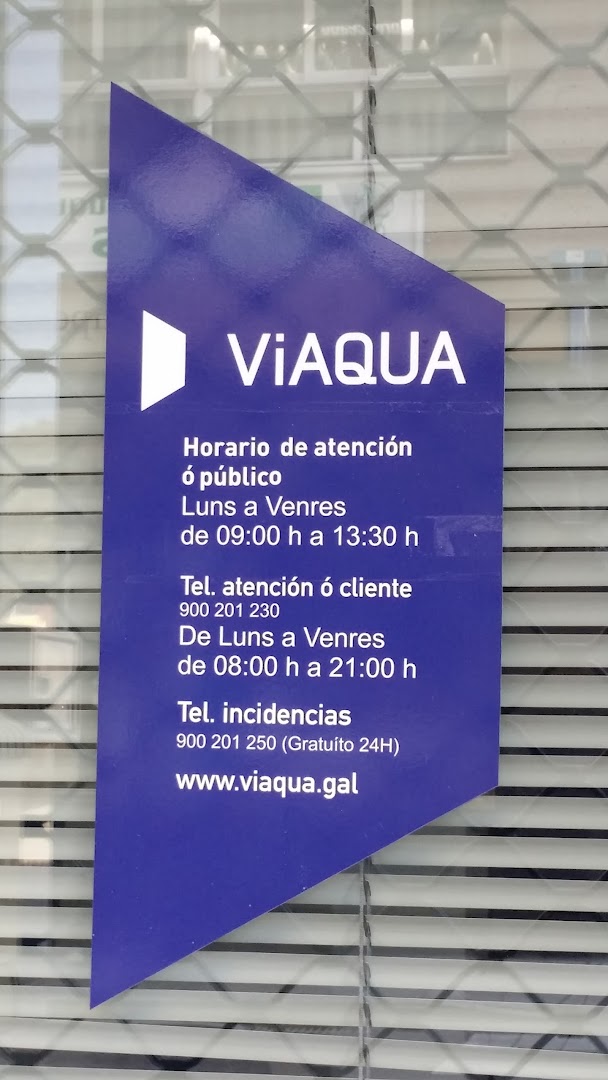 ViAQUA
Horario de atención
ó público
Luns a Venres
de 09:00 h a 13:30 h
Tel. atención ó cliente
900 201 230
De Luns a Venres
de 08:00 h a 21:00 h
Tel. incidencias
900 201 250 (Gratuíto 24H)
www.viaqua.gal